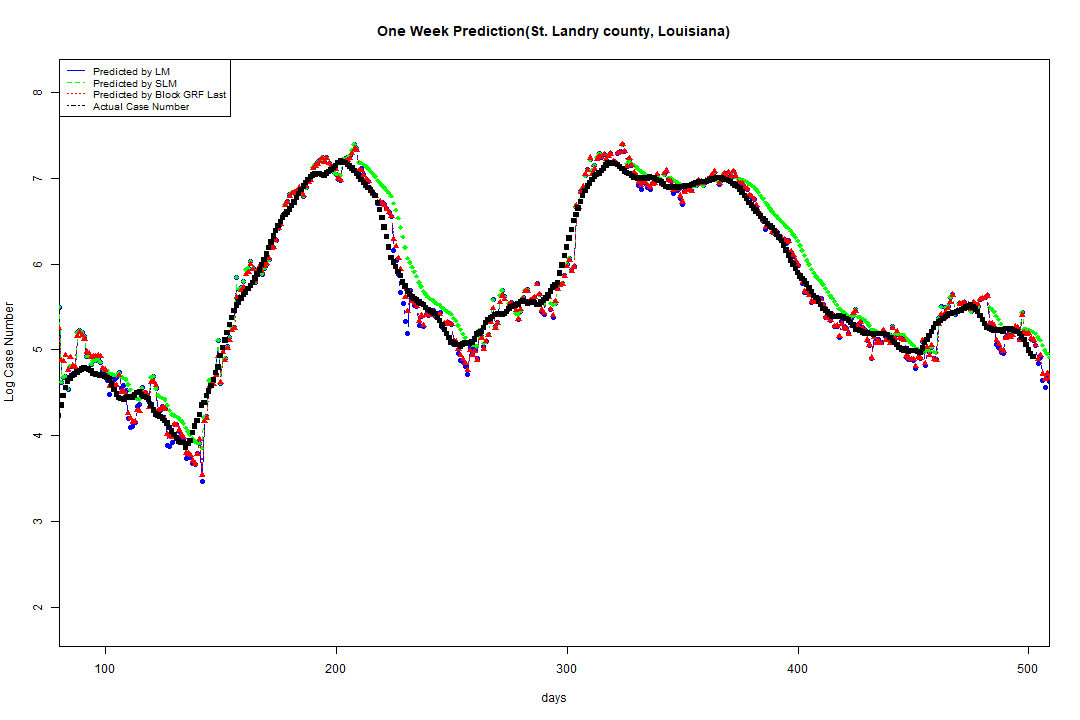 One Week Prediction(St. Landry county, Louisiana)
Predicted by LM
Predicted by SLM
Predicted by Block GRF Last
Actual Case Number
8
7
6
5
4
3
2
Log Case Number
100 200 300 400 500
days